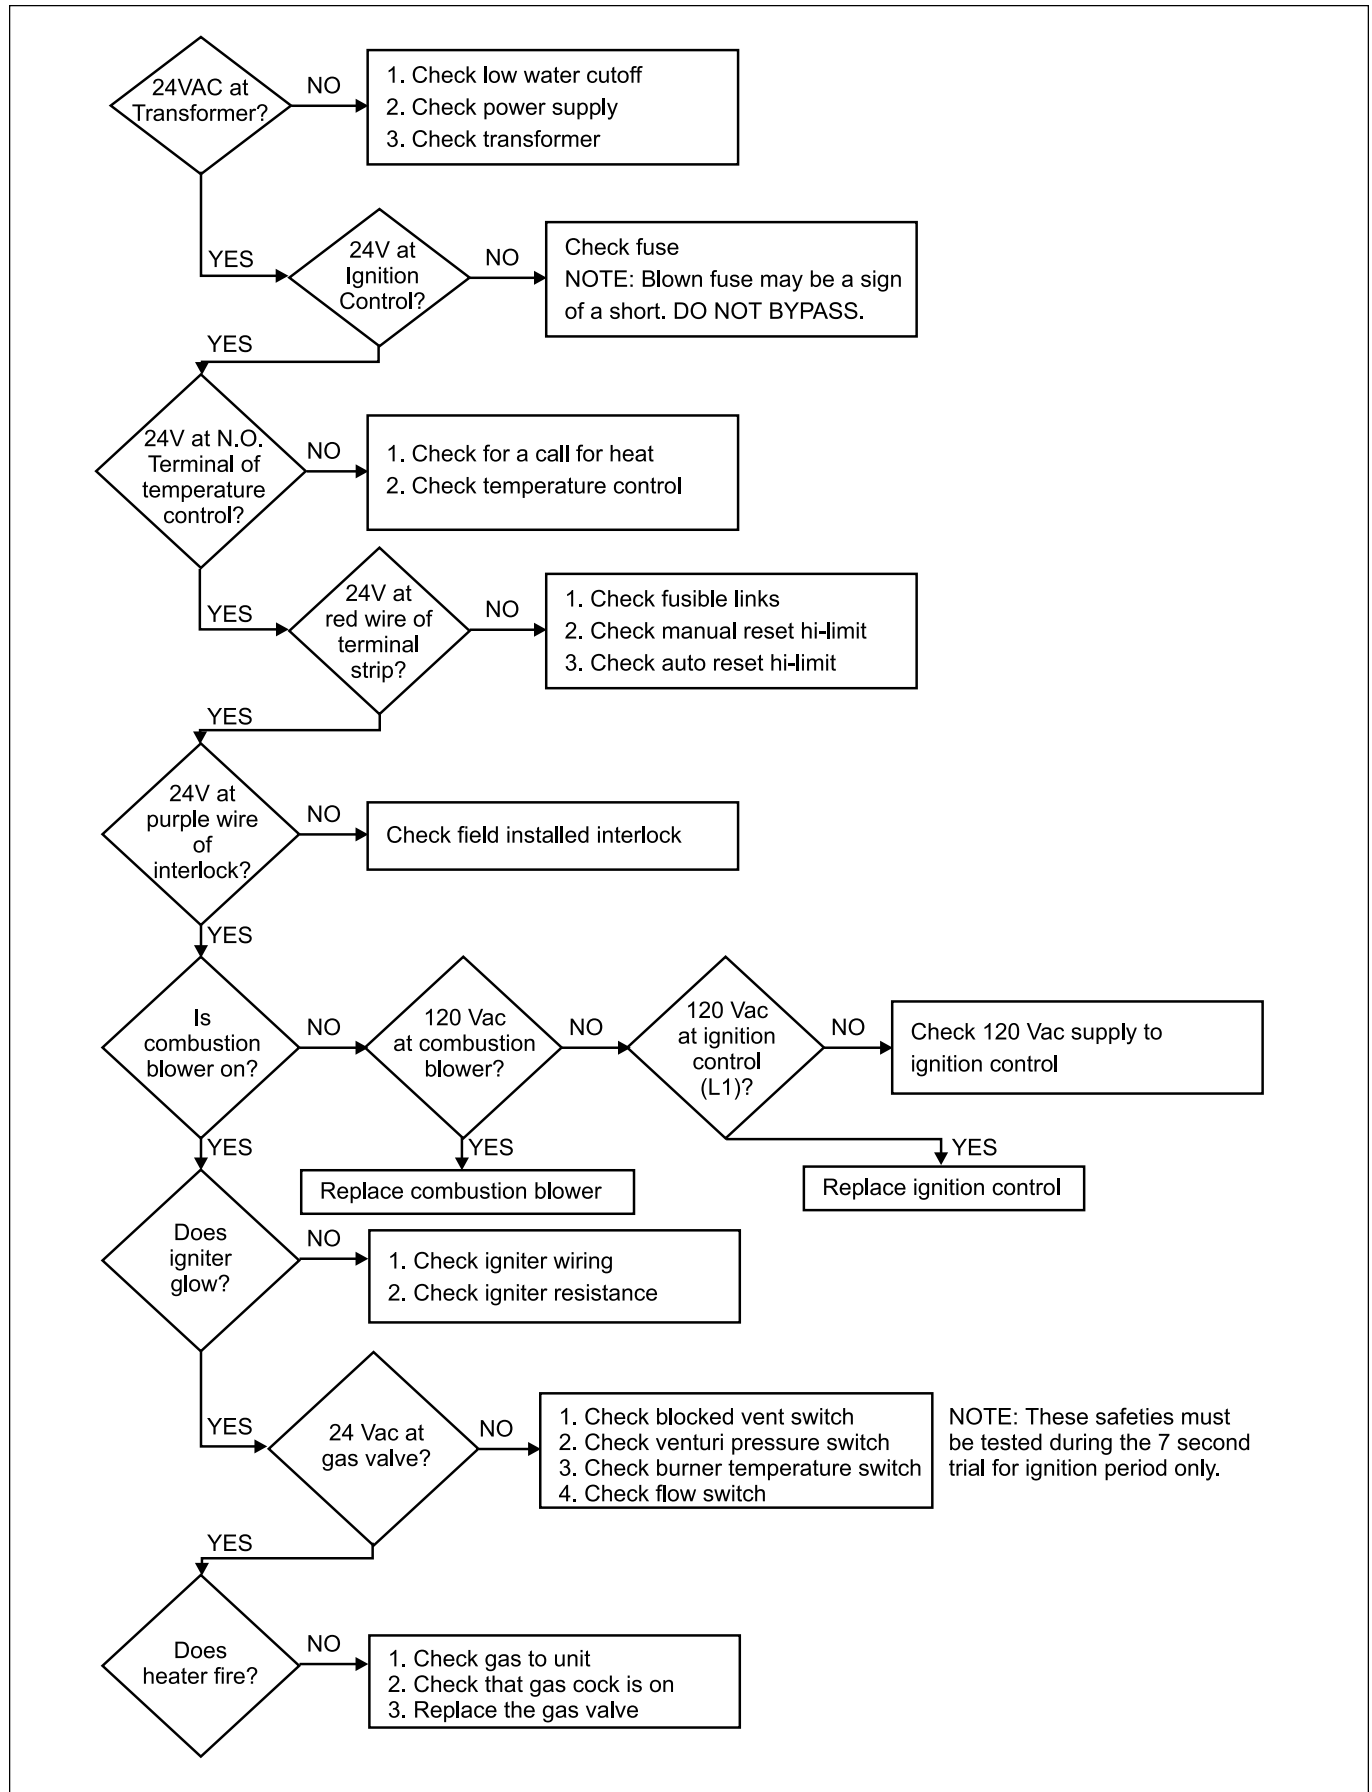 24VAC at
Transformer?
NO
1. Check low water cutoff
2. Check power supply
3. Check transformer
YES
24V at
Ignition
Control?
NO
Check fuse
NOTE: Blown fuse may be a sign
of a short. DO NOT BYPASS.
YES
24V at N.O.
Terminal of
temperature
control?
NO
1. Check for a call for heat
2. Check temperature control
YES
24V at
red wire of
terminal
strip?
NO
1. Check fusible links
2. Check manual reset hi-limit
3. Check auto reset hi-limit
YES
24V at
purple wire
of
interlock?
NO
Check field installed interlock
YES
Is
combustion
blower on?
NO
120 Vac
at combustion
blower?
NO
120 Vac
at ignition
control
(L1)?
NO
Check 120 Vac supply to
ignition control
YES
YES
YES
Replace combustion blower
Replace ignition control
Does
igniter
glow?
NO
1. Check igniter wiring
2. Check igniter resistance
YES
24 Vac at
gas valve?
NO
1. Check blocked vent switch
2. Check venturi pressure switch
3. Check burner temperature switch
4. Check flow switch
NOTE: These safeties must
be tested during the 7 second
trial for ignition period only.
YES
Does
heater fire?
NO
1. Check gas to unit
2. Check that gas cock is on
3. Replace the gas valve